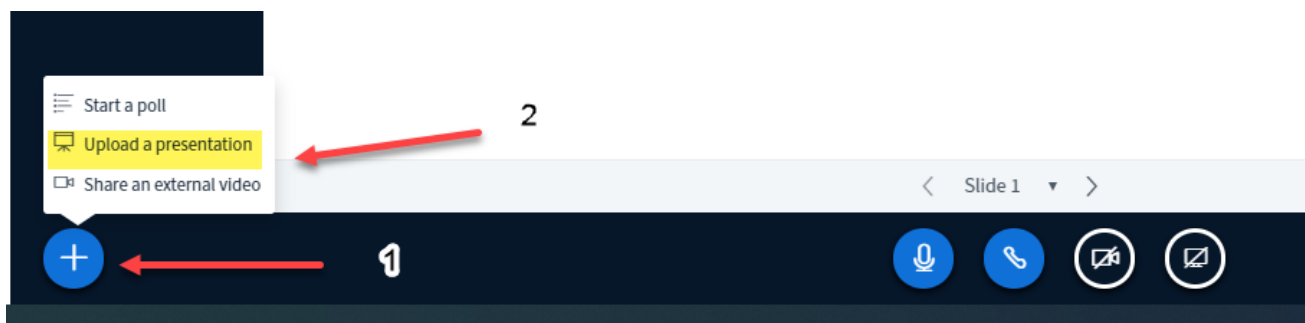 Start a poll
2
Upload a presentation
Share an external video
Slide 1
1